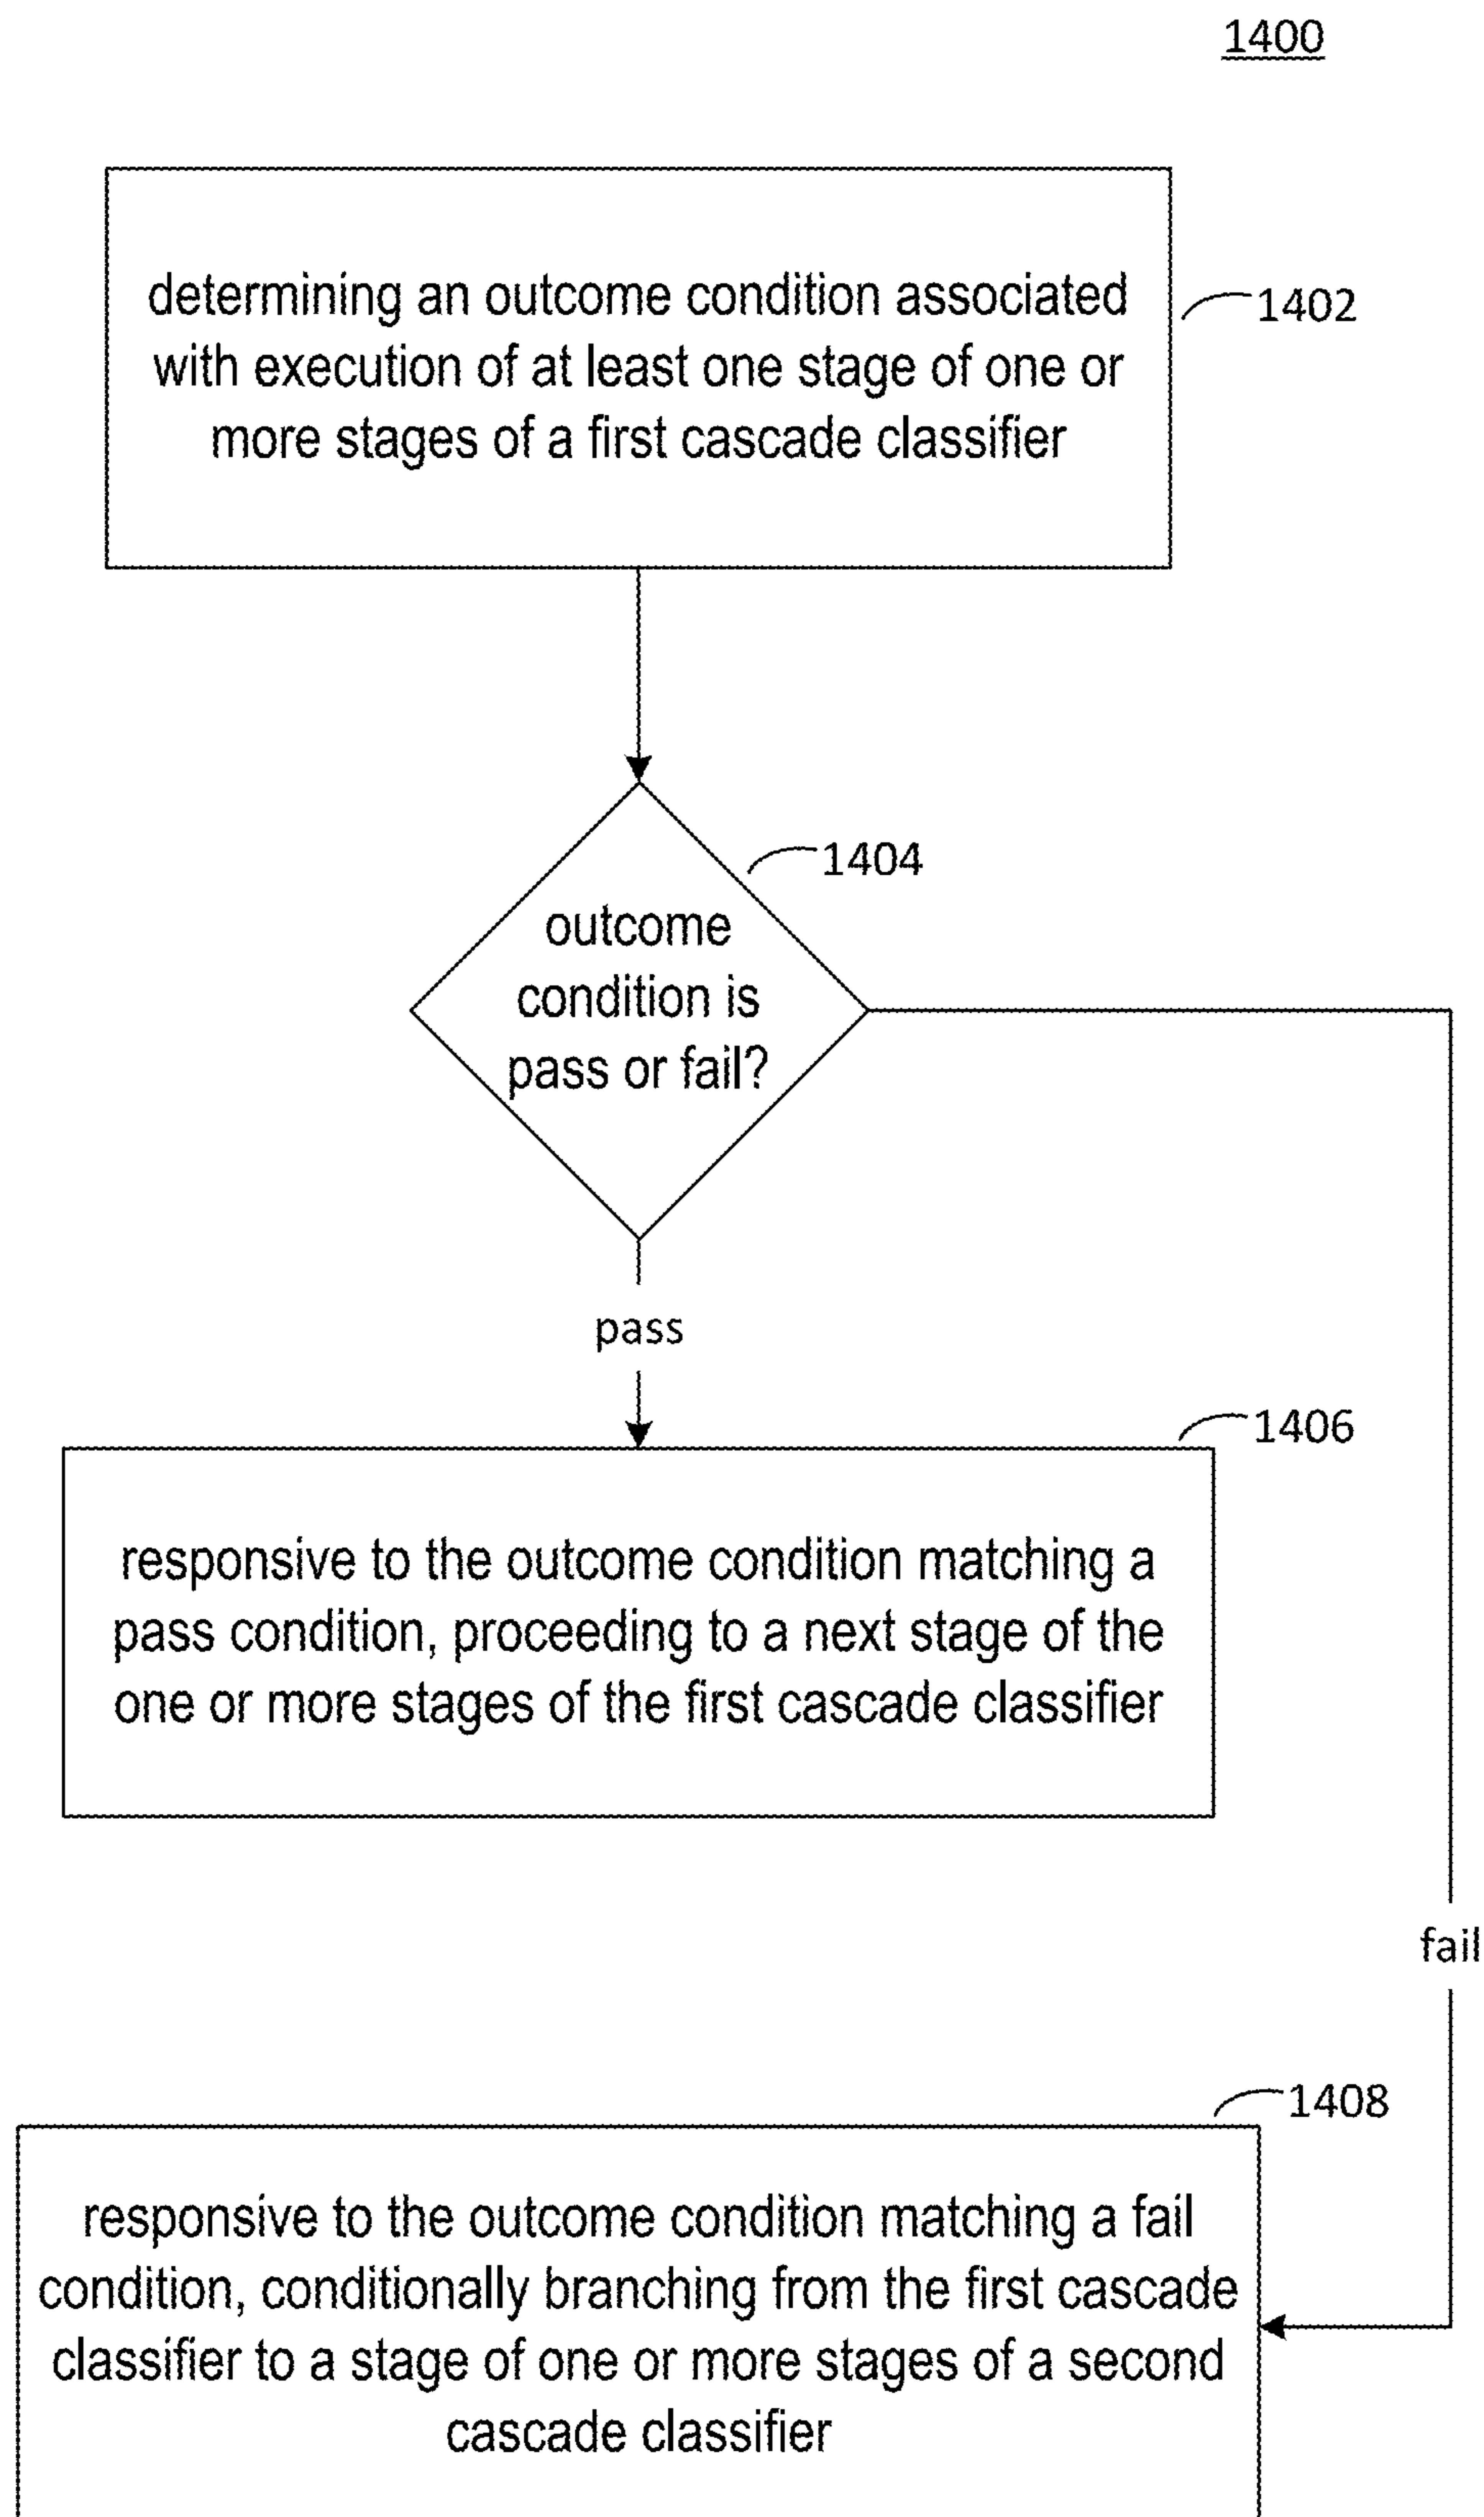 1400
determining an outcome condition associated
with execution of at least one stage of one or
more stages of a first cascade classifier
1402
1404
outcome
condition is
pass or fail?
pass
1406
responsive to the outcome condition matching a
pass condition, proceeding to a next stage of the
one or more stages of the first cascade classifier
fail
1408
responsive to the outcome condition matching a fail
condition, conditionally branching from the first cascade
classifier to a stage of one or more stages of a second
cascade classifier